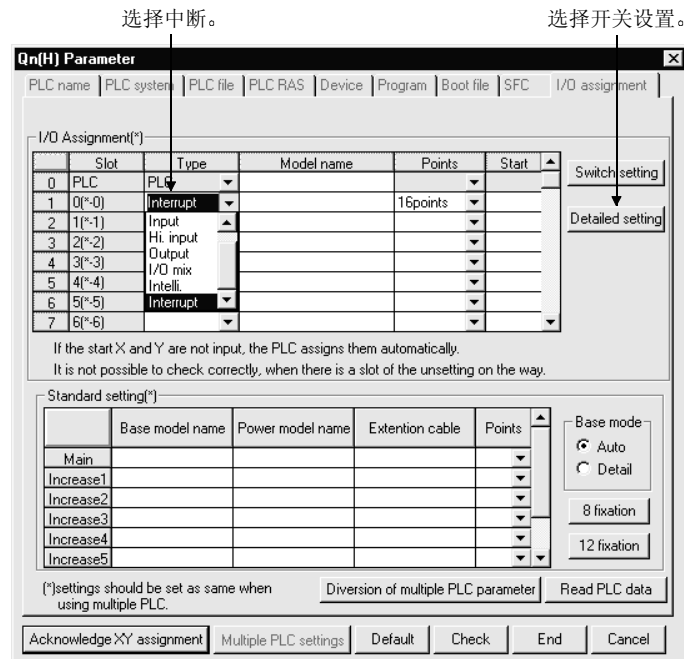 选择中断。 选择开关设置。
Qn(H) Parameter
PLC name PLC system PLC file PLC RAS Device Program Boot file SFC I/O assignment
I/O Assignment(*)
Slot Type Model name Points Start
Switch setting
0 PLC PLC
1 0(*-0) Interrupt 16points
Detailed setting
2 1(*-1) Input
3 2(*-2) Hi. input
Output
4 3(*-3) I/O mix
5 4(*-4) Intelli.
6 5(*-5) Interrupt
7 6(*-6)
If the start X and Y are not input, the PLC assigns them automatically.
It is not possible to check correctly, when there is a slot of the unsetting on the way.
Standard setting(*)
Base model name Power model name Extention cable Points
Base mode
Auto
Detail
Main
Increase1
Increase2
Increase3
Increase4
Increase5
8 fixation
12 fixation
(*)settings should be set as same when
using multiple PLC.
Diversion of multiple PLC parameter Read PLC data
Acknowledge XY assignment Multiple PLC settings Default Check End Cancel